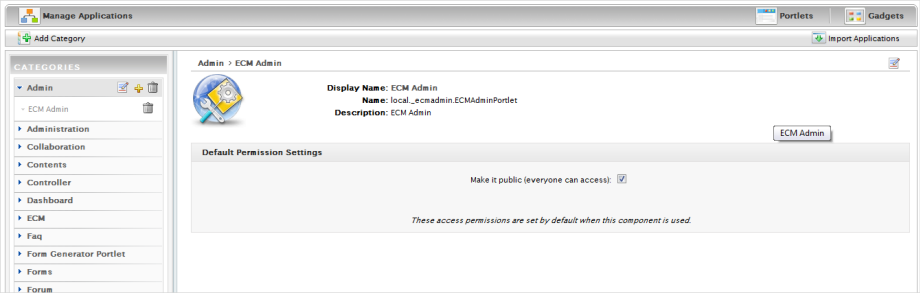 Manage Applications
Portlets
Gadgets
Add Category
Import Applications
CATEGORIES
Admin
ECM Admin
Administration
Collaboration
Contents
Controller
Dashboard
ECM
Faq
Form Generator Portlet
Forms
Forum
Admin > ECM Admin
Display Name: ECM Admin
Name: local._ecmadmin.ECMAdminPortlet
Description: ECM Admin
ECM Admin
Default Permission Settings
Make it public (everyone can access):
These access permissions are set by default when this component is used.